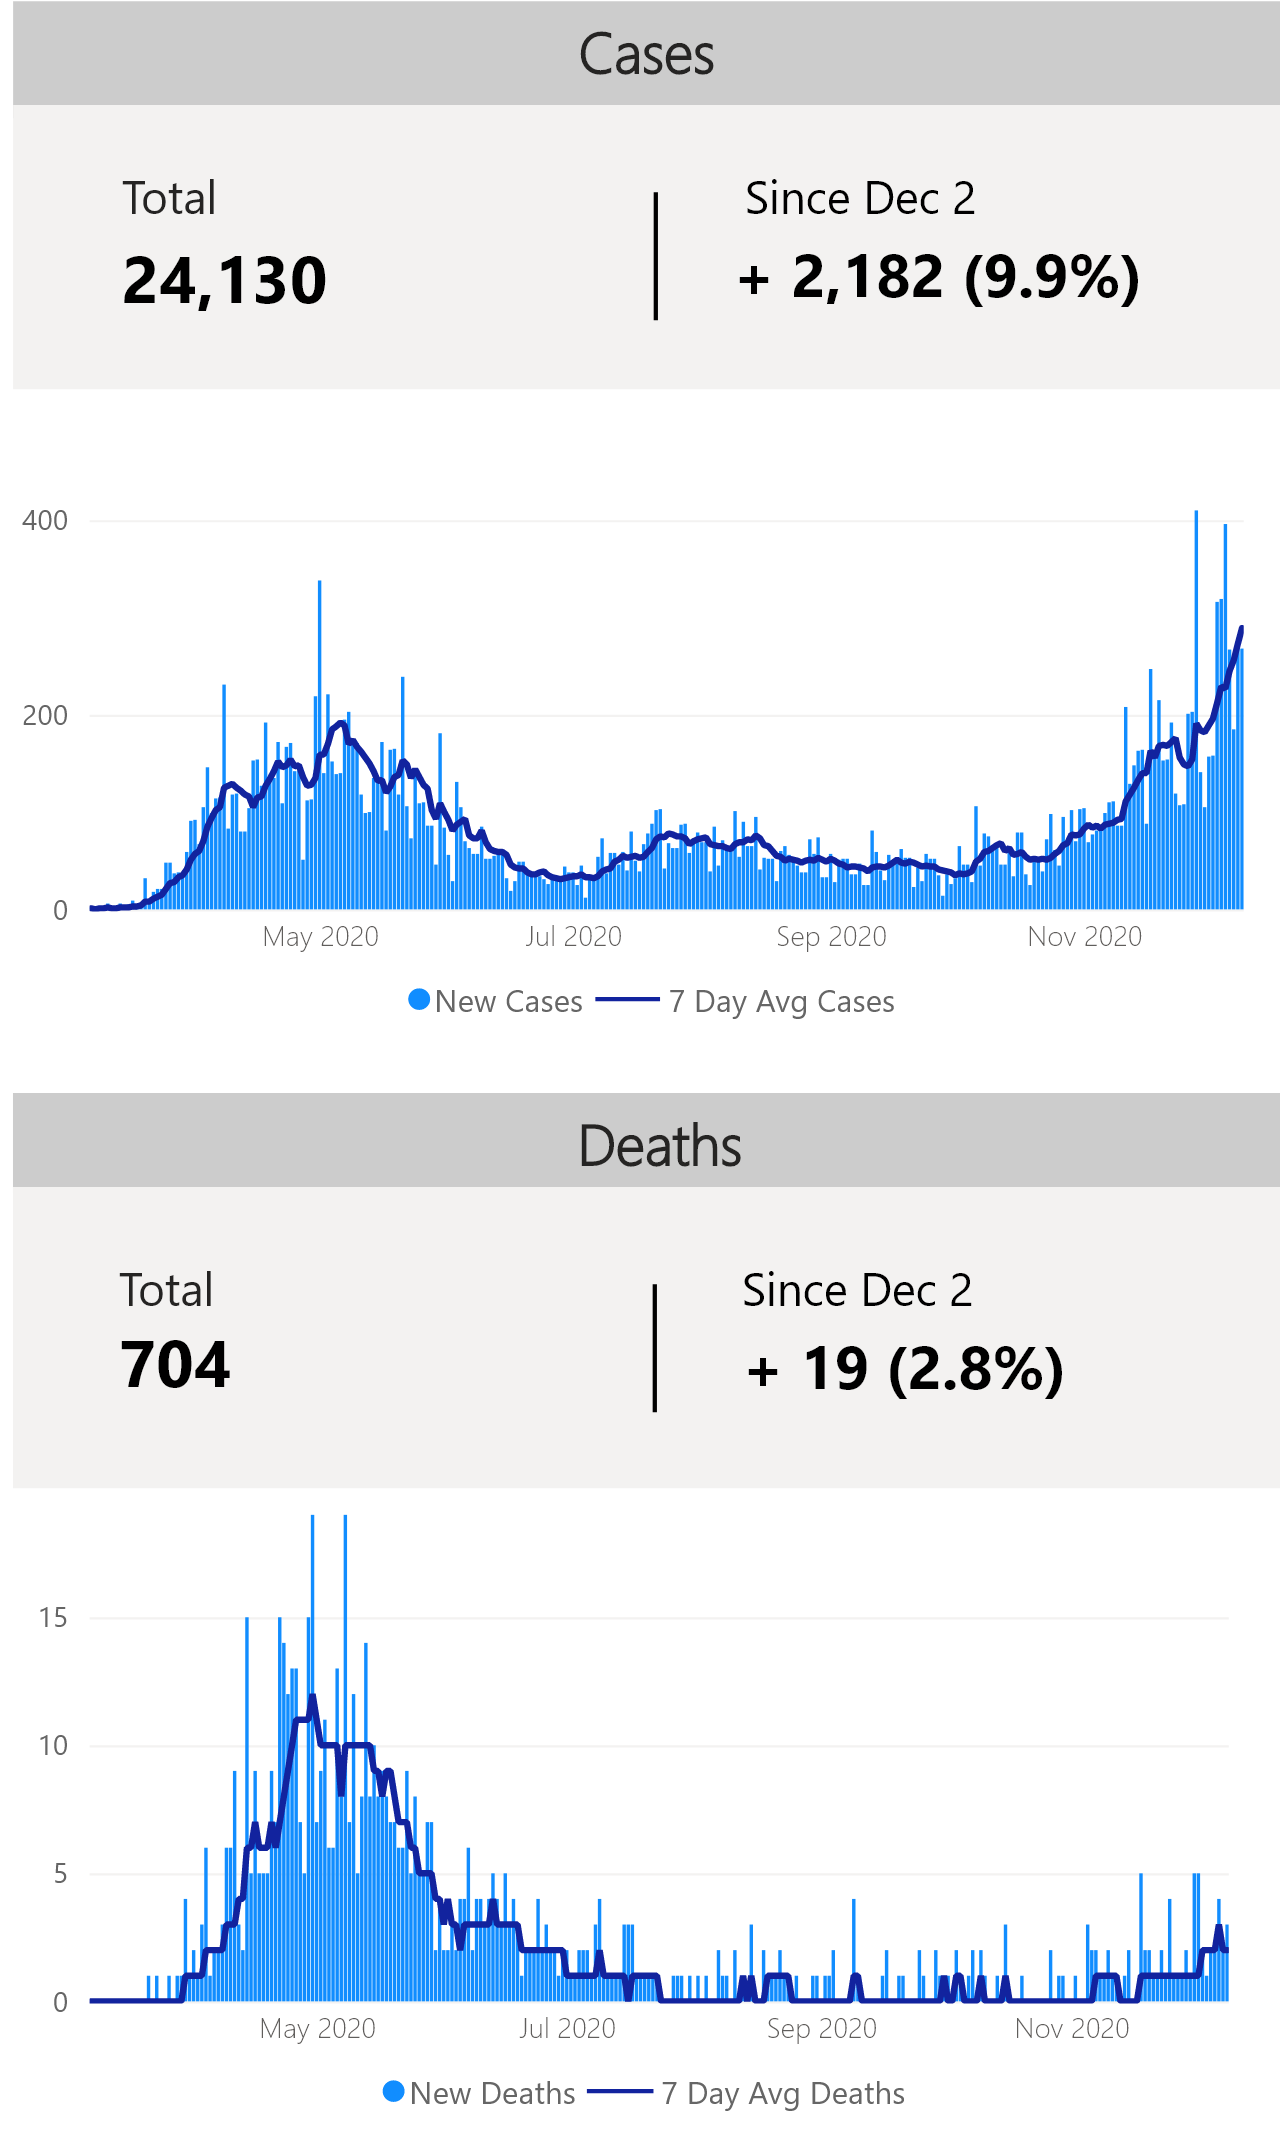 Cases
Total
Since Dec 2
24,130
+ 2,182 (9.9%)
400
200
0
May 2020
Jul 2020
Sep 2020
Nov 2020
New Cases
7 Day Avg Cases
Deaths
Total
Since Dec 2
704
+ 19 (2.8%)
15
10
5
0
May 2020
Jul 2020
Sep 2020
Nov 2020
New Deaths
7 Day Avg Deaths